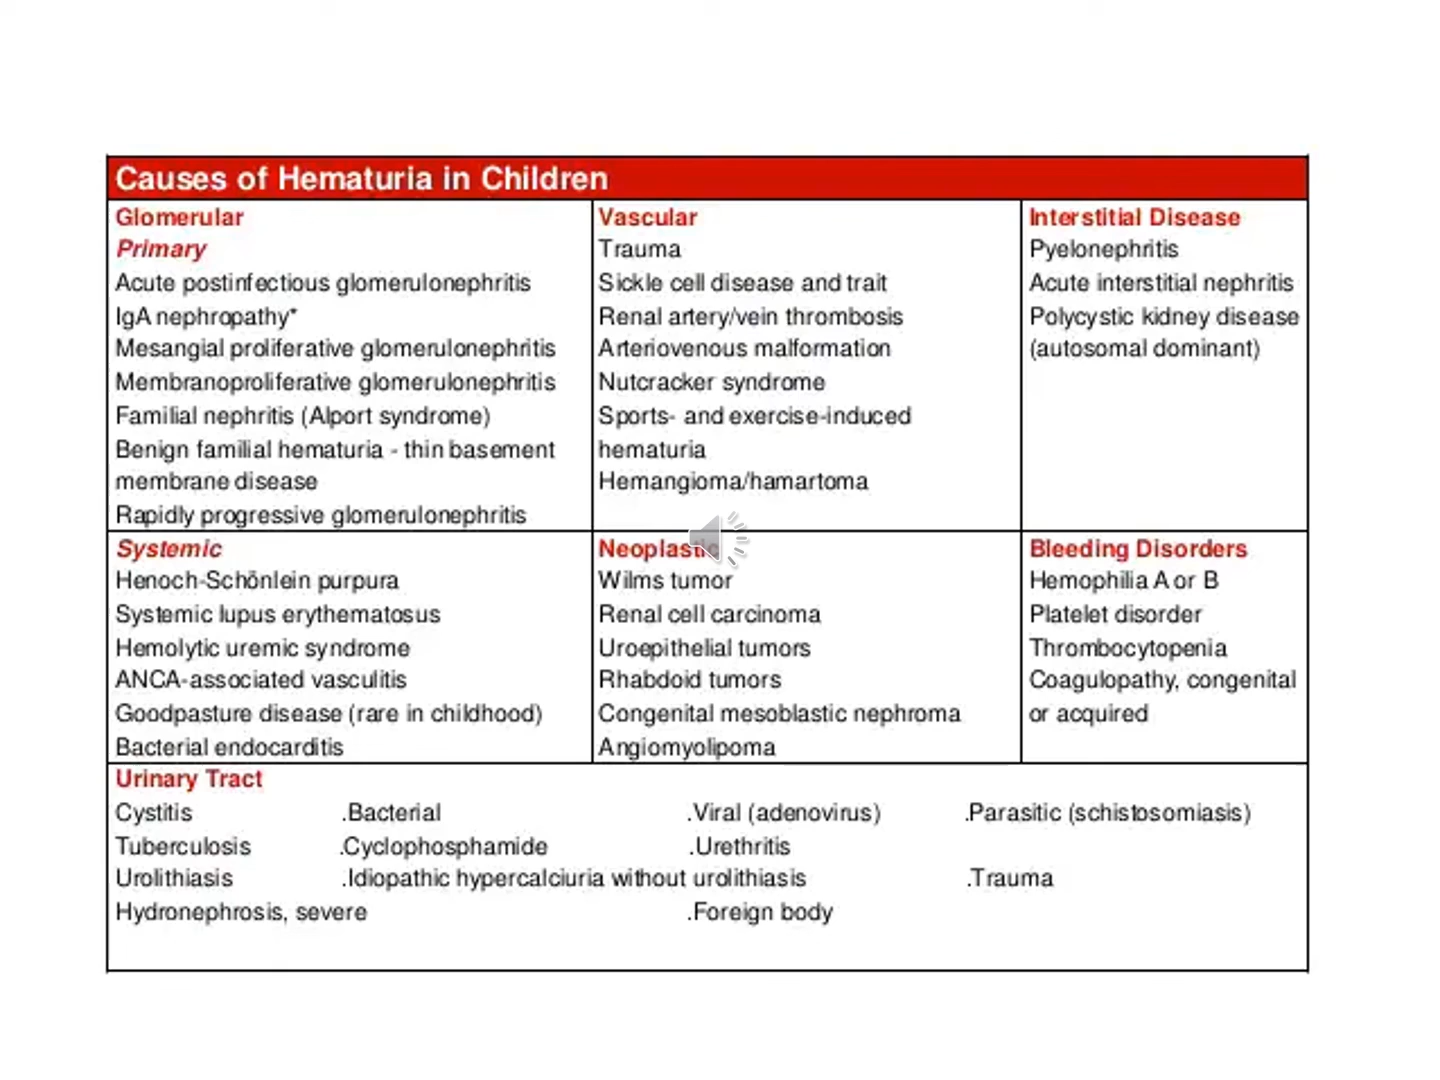 Causes of Hematuria in Children
Glomerular
Primary
Acute postinfectious glomerulonephritis
IgA nephropathy*
Mesangial proliferative glomerulonephritis
Membranoproliferative glomerulonephritis
Familial nephritis (Alport syndrome)
Benign familial hematuria - thin basement
membrane disease
Rapidly progressive glomerulonephritis
Vascular
Trauma
Sickle cell disease and trait
Renal artery/vein thrombosis
Arteriovenous malformation
Nutcracker syndrome
Sports- and exercise-induced
hematuria
Hemangioma/hamartoma
Interstitial Disease
Pyelonephritis
Acute interstitial nephritis
Polycystic kidney disease
(autosomal dominant)
Systemic
Henoch-Schönlein purpura
Systemic lupus erythematosus
Hemolytic uremic syndrome
ANCA-associated vasculitis
Goodpasture disease (rare in childhood)
Bacterial endocarditis
Neoplastic
Wilms tumor
Renal cell carcinoma
Uroepithelial tumors
Rhabdoid tumors
Congenital mesoblastic nephroma
Angiomyolipoma
Bleeding Disorders
Hemophilia A or B
Platelet disorder
Thrombocytopenia
Coagulopathy, congenital
or acquired
Urinary Tract
Cystitis .Bacterial .Viral (adenovirus) .Parasitic (schistosomiasis)
Tuberculosis .Cyclophosphamide .Urethritis
Urolithiasis .Idiopathic hypercalciuria without urolithiasis .Trauma
Hydronephrosis, severe .Foreign body